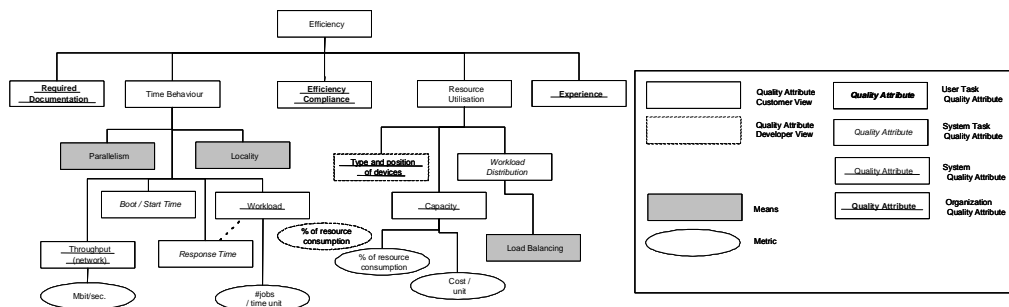 Efficiency
Required
Documentation
Time Behaviour
Efficiency
Compliance
Resource
Utilisation
Experience
Parallelism
Locality
Type and position
of devices
Workload
Distribution
Boot / Start Time
Workload
% of resource
consumption
Capacity
Throughput
(network)
Response Time
% of resource
consumption
Load Balancing
Mbit/sec.
#jobs
/ time unit
Cost /
unit
Quality Attribute
Customer View
Quality Attribute
Developer View
Means
Metric
Quality Attribute
User Task
Quality Attribute
Quality Attribute
System Task
Quality Attribute
Quality Attribute
System
Quality Attribute
Quality Attribute
Organization
Quality Attribute